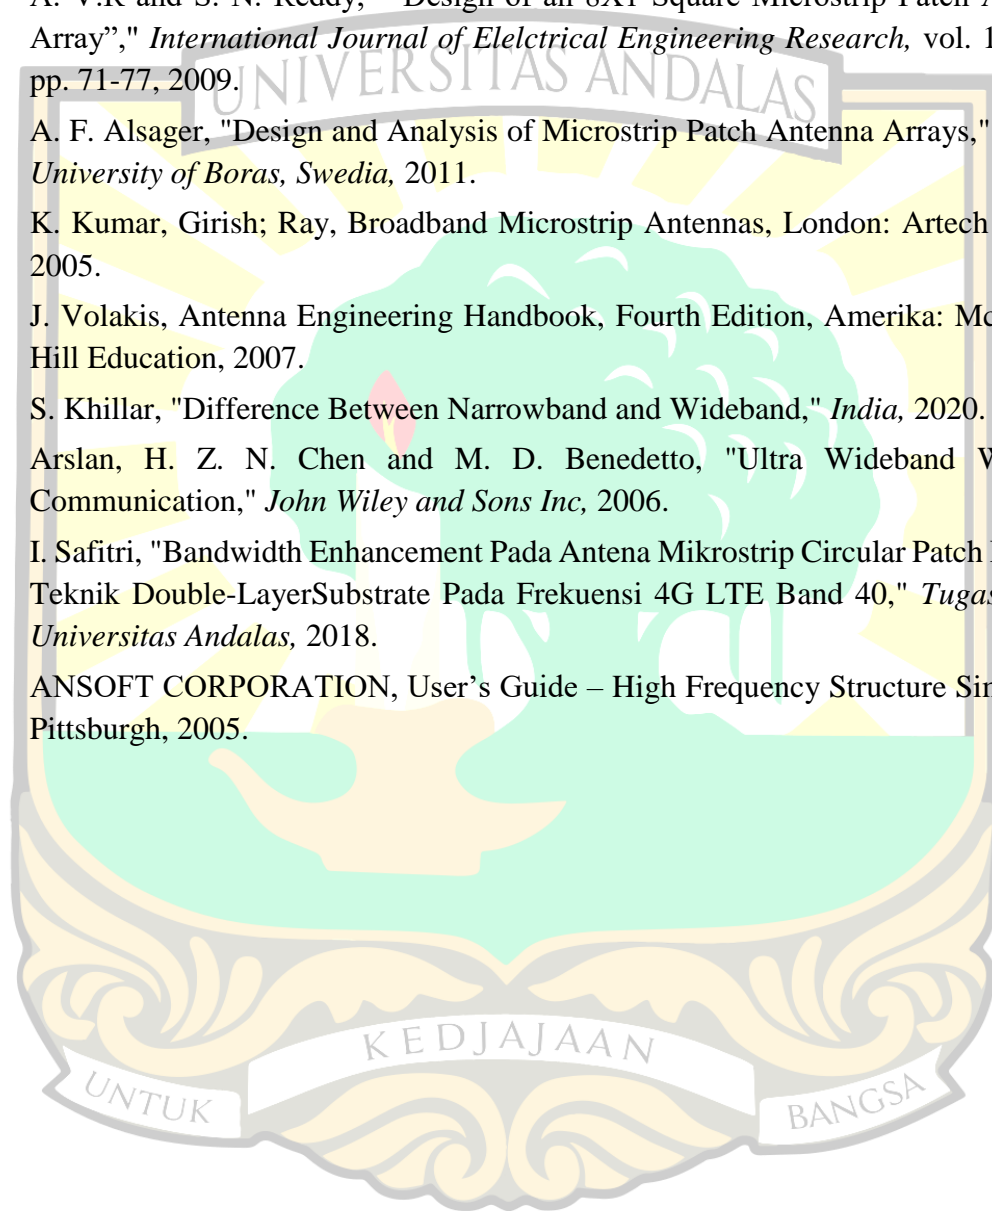 A. V.R and S. N. Reddy, " Design of an 8X1 Square Microstrip Patch
Array"," International Journal of Elelctrical Engineering Research, vol.
pp. 71-77, 2009.
UNIVERSITAS ANDALAS
A. F. Alsager, "Design and Analysis of Microstrip Patch Antenna Arrays,"
University of Boras, Swedia, 2011.
K. Kumar, Girish; Ray, Broadband Microstrip Antennas, London: Artech
2005.
J. Volakis, Antenna Engineering Handbook, Fourth Edition, Amerika:
Hill Education, 2007.
S. Khillar, "Difference Between Narrowband and Wideband," India, 2020.
Arslan, H. Z. N. Chen and M. D. Benedetto, "Ultra Wideband
Communication," John Wiley and Sons Inc, 2006.
I. Safitri, "Bandwidth Enhancement Pada Antena Mikrostrip Circular Patch
Teknik Double-LayerSubstrate Pada Frekuensi 4G LTE Band 40," Tugas
Universitas Andalas, 2018.
ANSOFT CORPORATION, User's Guide – High Frequency Structure
Pittsburgh, 2005.
UNTUK KEDJAJAAN BANGSA